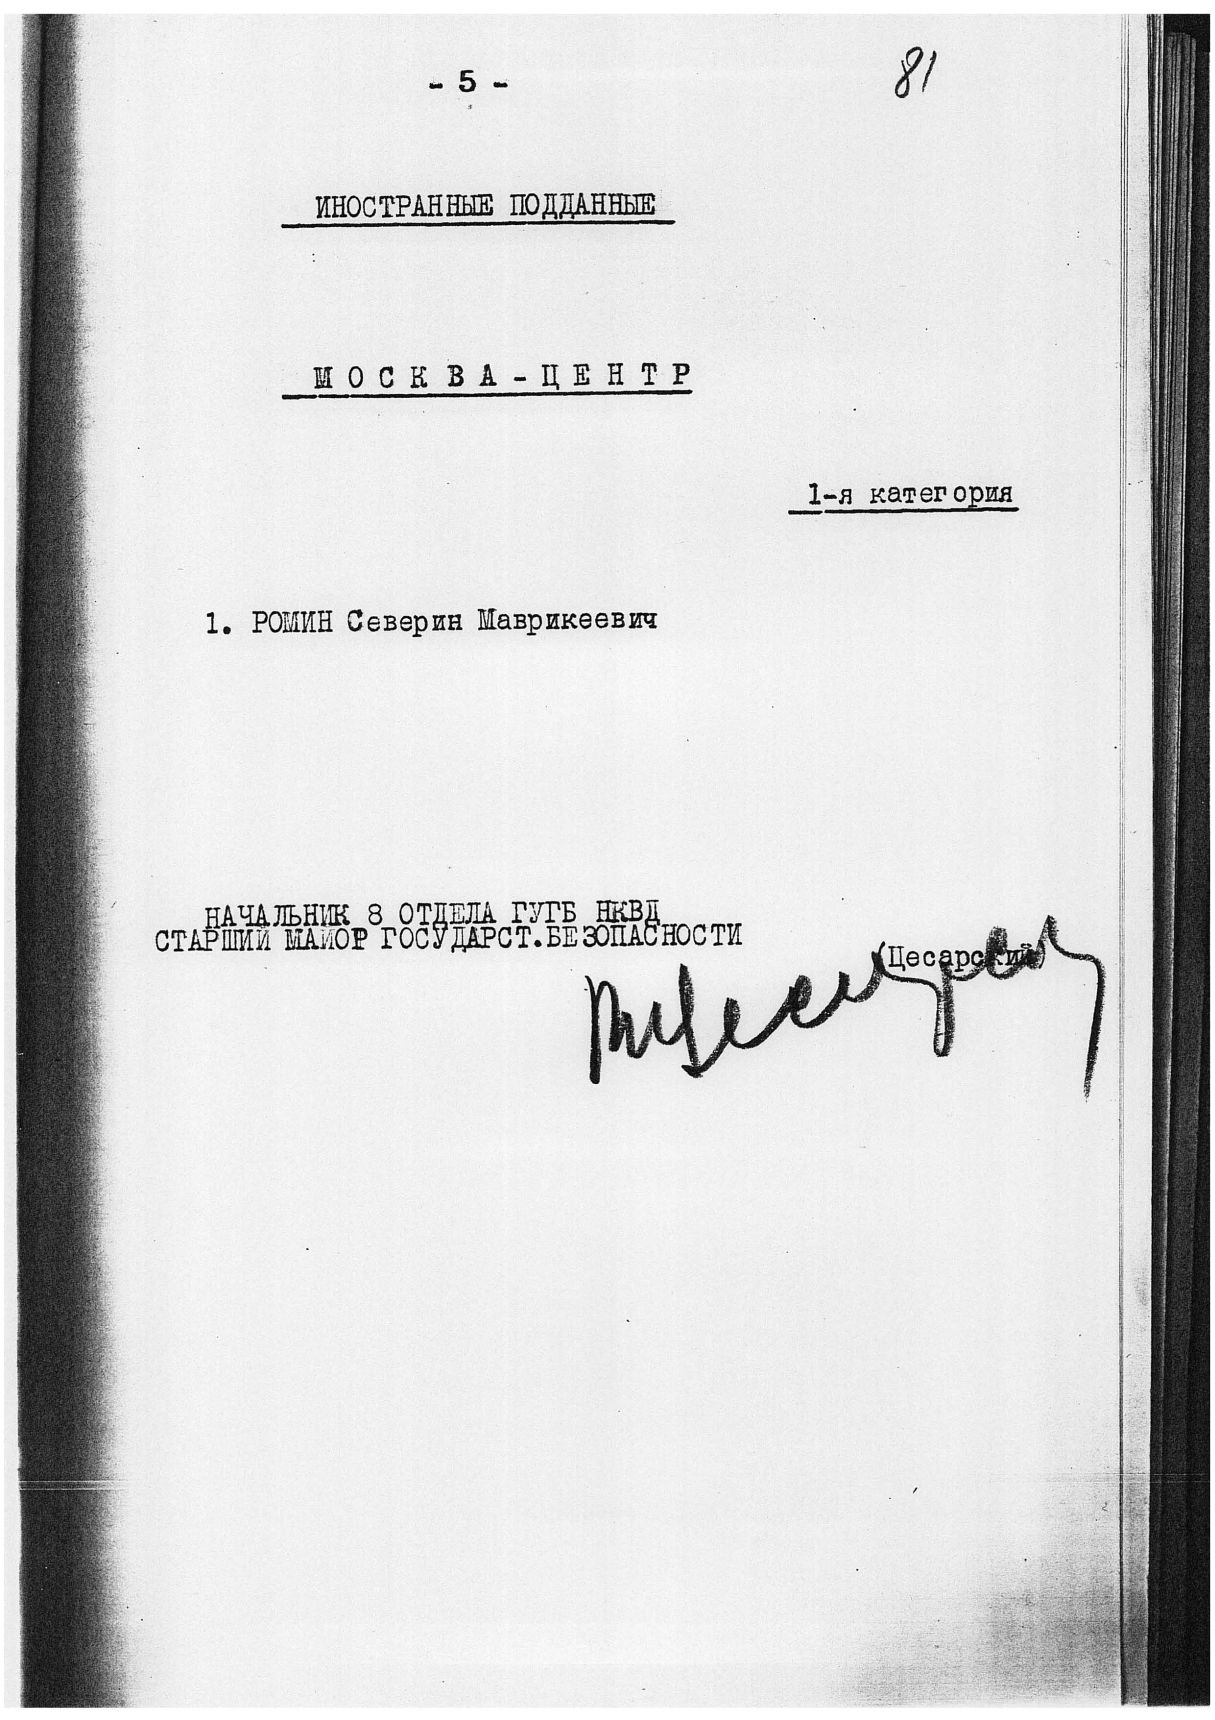 - 5 -
81
ИНОСТРАННЫЕ ПОДДАННЫЕ
МОСКВА-ЦЕНТР
1-я категория
1. РОМИН Северин Маврикеевич
НАЧАЛЬНИК 8 ОТДЕЛА ГУГБ НКВД
СТАРШИЙ МАЙОР ГОСУДАРСТ.БЕЗОПАСНОСТИ
(Цесарский)